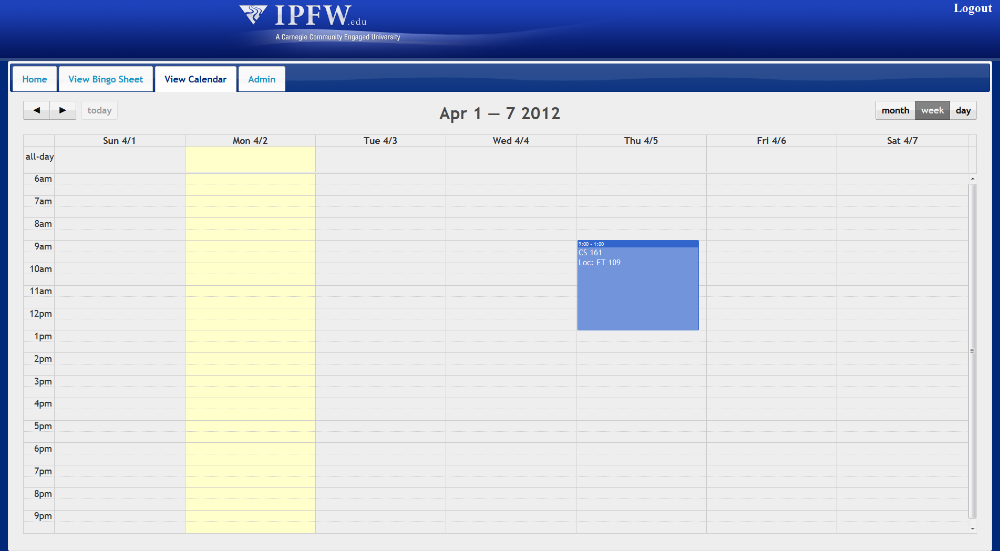 IPFW.edu
A Carnegie Community Engaged University
Logout
Home View Bingo Sheet View Calendar Admin
today
Apr 1 — 7 2012
month week day
Sun 4/1 Mon 4/2 Tue 4/3 Wed 4/4 Thu 4/5 Fri 4/6 Sat 4/7
all-day
6am
7am
8am
9am
9:00 - 1:00
CS 161
Loc: ET 109
10am
11am
12pm
1pm
2pm
3pm
4pm
5pm
6pm
7pm
8pm
9pm